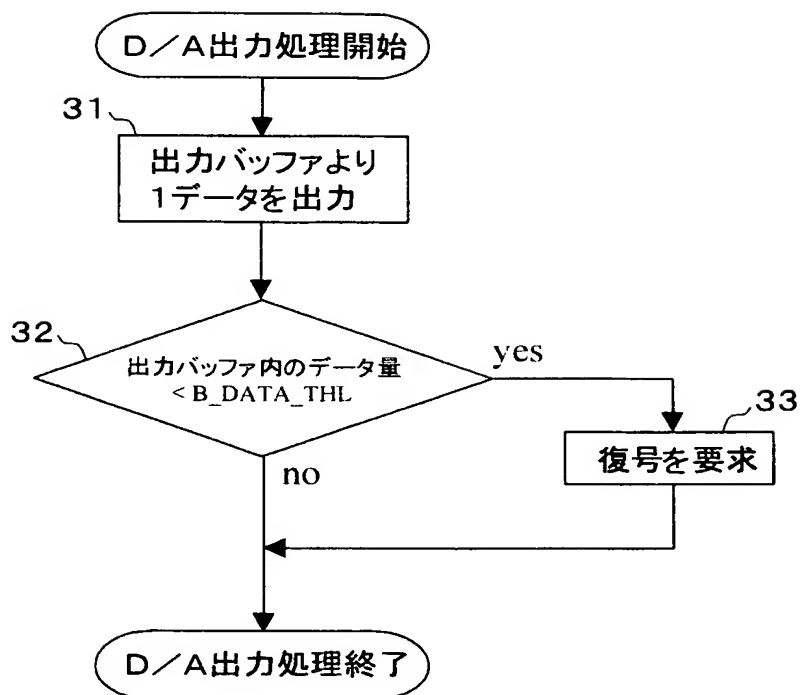 D／A出力処理開始
31
出力バッファより
1データを出力
32
出力バッファ内のデータ量
< B_DATA_THL
yes
33
復号を要求
no
D／A出力処理終了